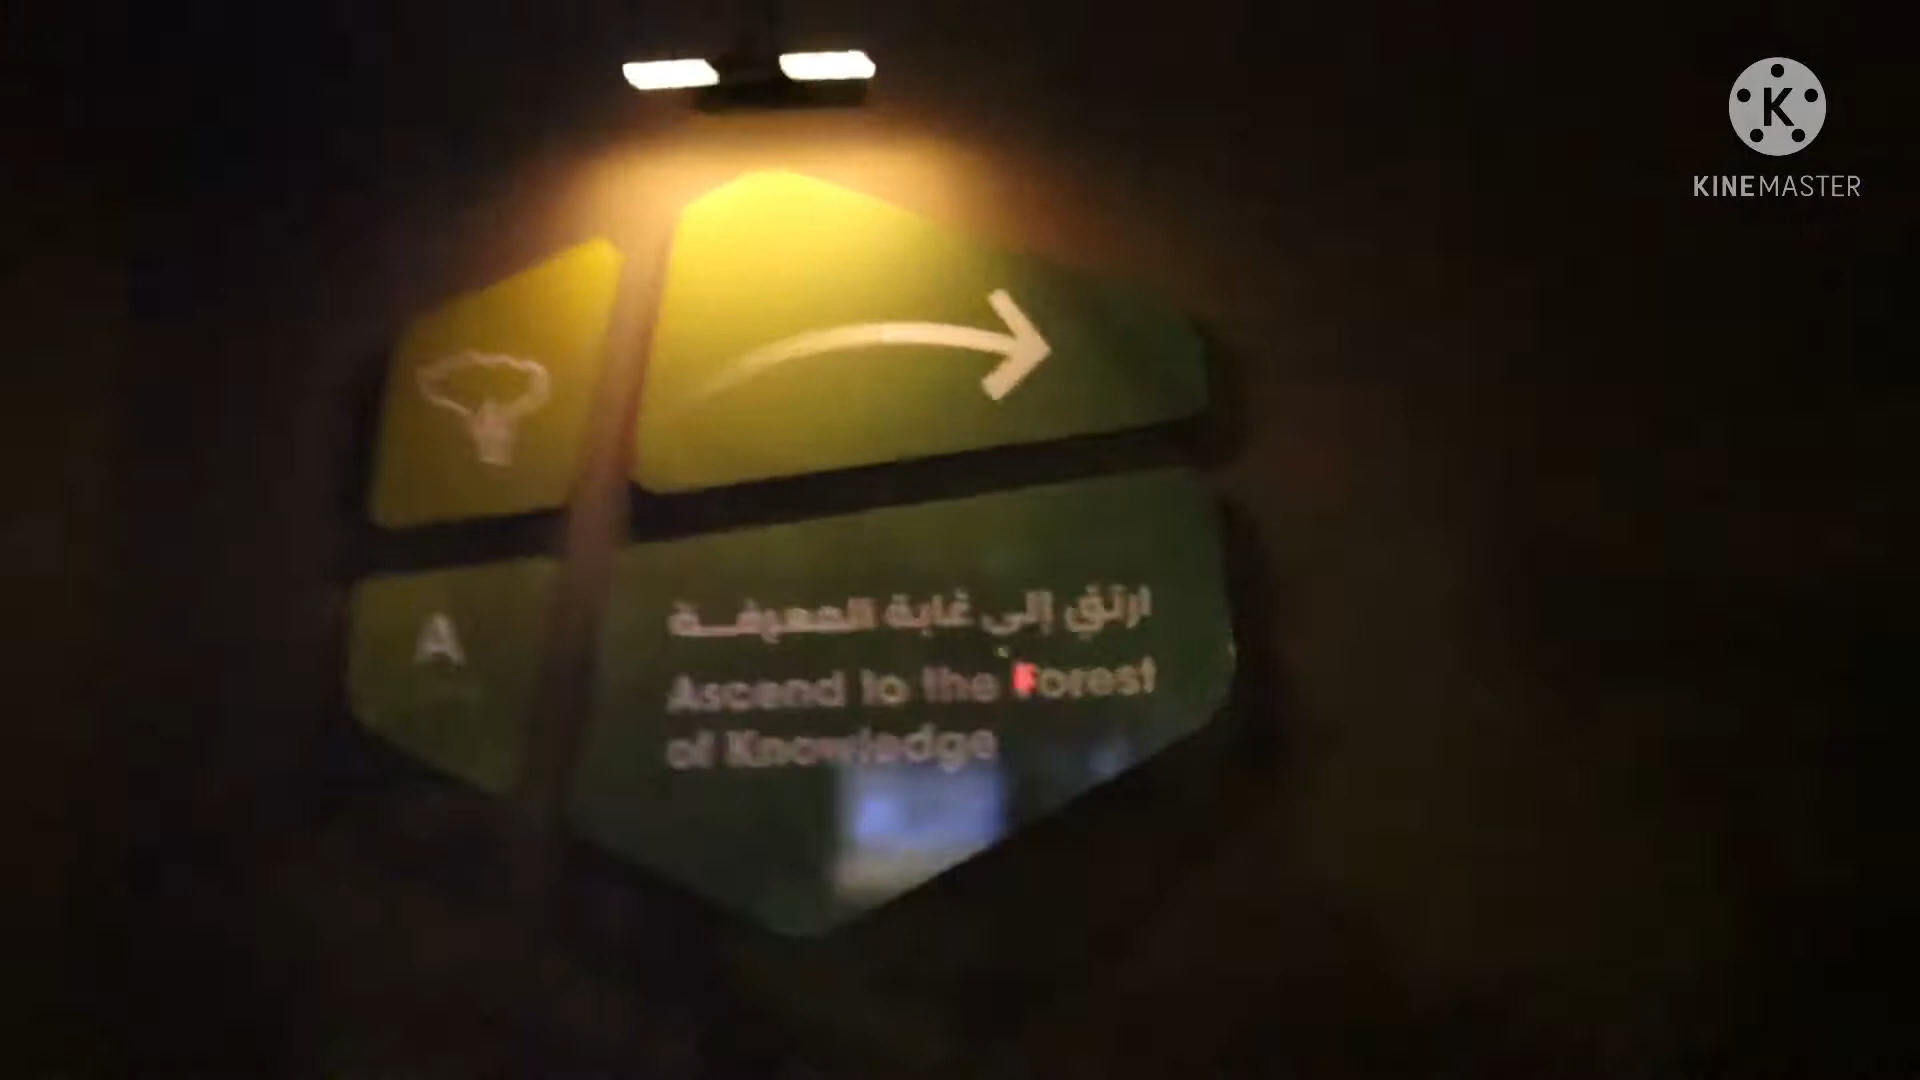 KINEMASTER
ارتق إلى غابة المعرفة
Ascend to the Forest
of Knowledge
A